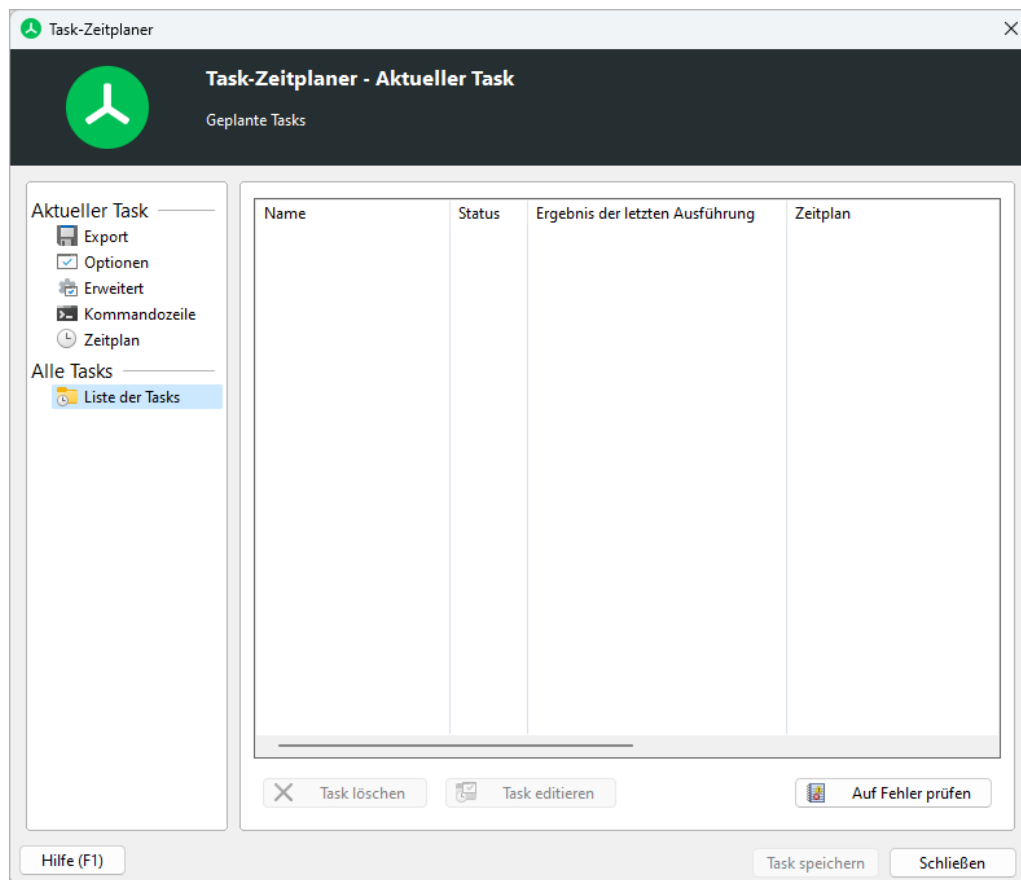 Task-Zeitplaner
Task-Zeitplaner - Aktueller Task
Geplante Tasks
Aktueller Task
Export
Optionen
Erweitert
Kommandozeile
Zeitplan
Alle Tasks
Liste der Tasks
Name Status Ergebnis der letzten Ausführung Zeitplan
Task löschen Task editieren Auf Fehler prüfen
Hilfe (F1) Task speichern Schließen